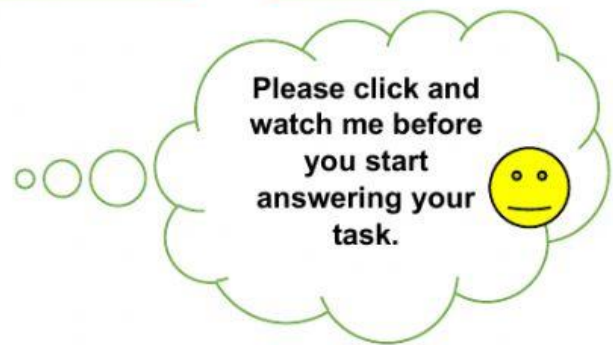 Please click and
watch me before
you start
answering your
task.